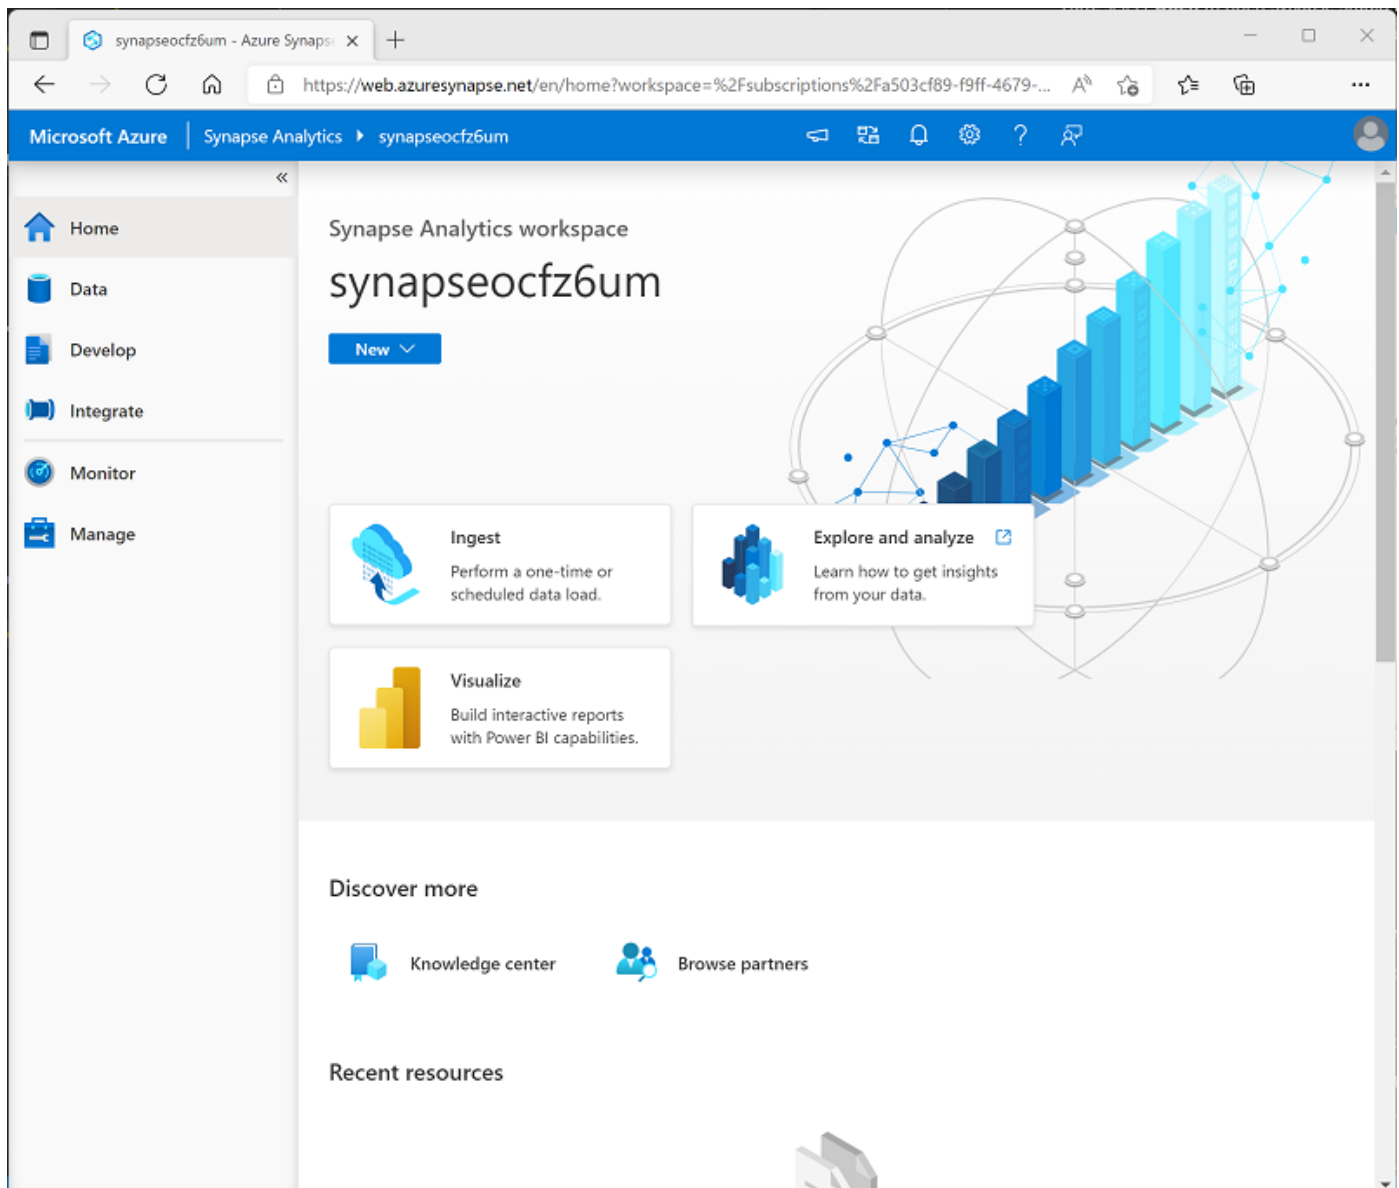 synapseocfz6um - Azure Synaps
https://web.azuresynapse.net/en/home?workspace=%2Fsubscriptions%2Fa503cf89-f9ff-4679-...
Microsoft Azure
Synapse Analytics
synapseocfz6um
Home
Data
Develop
Integrate
Monitor
Manage
Synapse Analytics workspace
synapseocfz6um
New
Ingest
Perform a one-time or
scheduled data load.
Explore and analyze
Learn how to get insights
from your data.
Visualize
Build interactive reports
with Power BI capabilities.
Discover more
Knowledge center
Browse partners
Recent resources